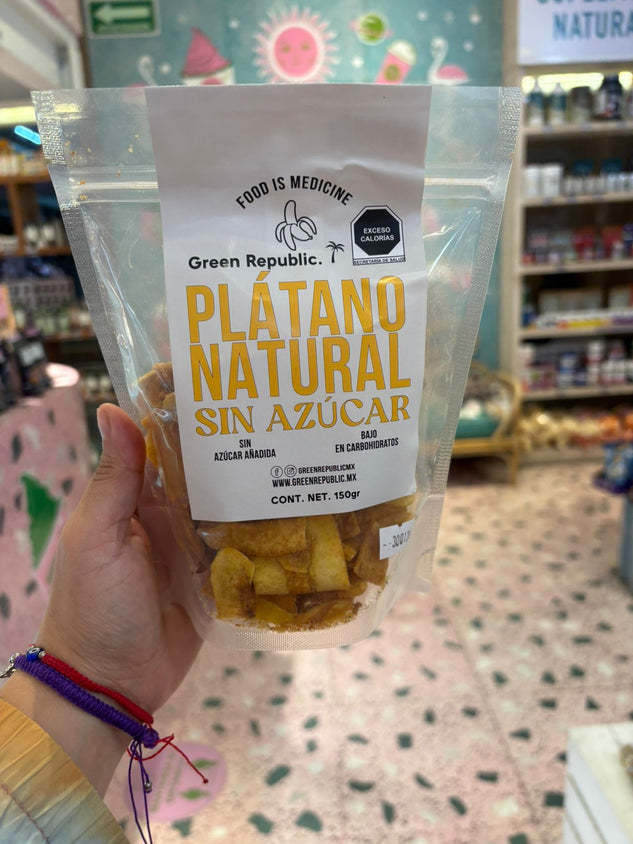 NATURA
FOOD IS MEDICINE
EXCESO
CALORÍAS
SECRETARÍA DE SALUD
Green Republic.
PLÁTANO
NATURAL
SIN AZÚCAR
SIN
AZÚCAR AÑADIDA
BAJO
EN CARBOHIDRATOS
GREENREPUBLICMX
WWW.GREENREPUBLIC.MX
CONT. NET. 150gr